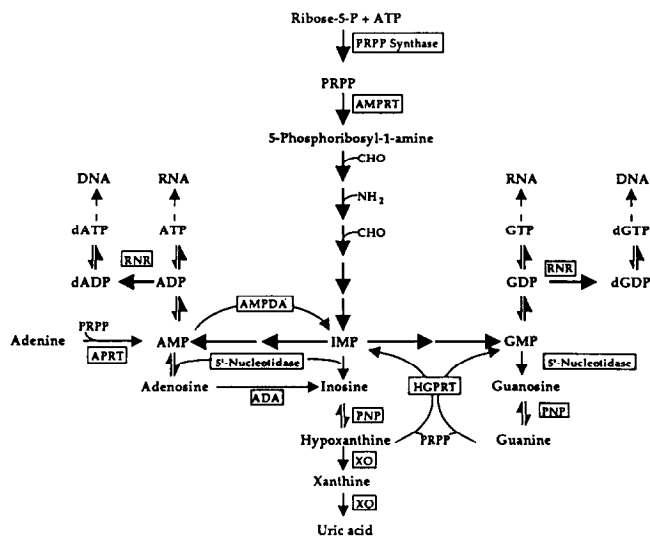 Ribose-5-P + ATP
PRPP Synthase
PRPP
AMPRT
5-Phosphoribosyl-1-amine
CHO
DNA RNA RNA DNA
NH2
dATP ATP CHO GTP dGTP
RNR RNR
dADP ADP GDP dGDP
AMPDA
PRPP
Adenine AMP IMP GMP
APRT 5'-Nucleotidase 5'-Nucleotidase
Adenosine Inosine HGPRT Guanosine
ADA
PNP PNP
Hypoxanthine PRPP Guanine
XO
Xanthine
XO
Uric acid